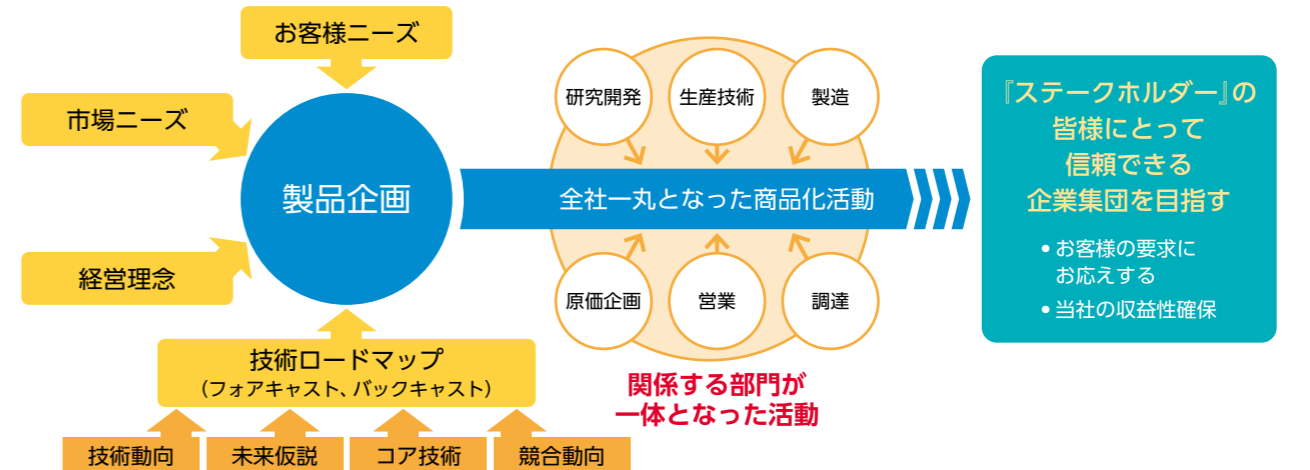 お客様ニーズ
市場ニーズ
製品企画
経営理念
技術ロードマップ
（フォアキャスト、バックキャスト）
技術動向
未来仮説
コア技術
競合動向
研究開発
生産技術
製造
全社一丸となった商品化活動
原価企画
営業
調達
関係する部門が
一体となった活動
『ステークホルダー』の
皆様にとって
信頼できる
企業集団を目指す
• お客様の要求に
お応えする
• 当社の収益性確保